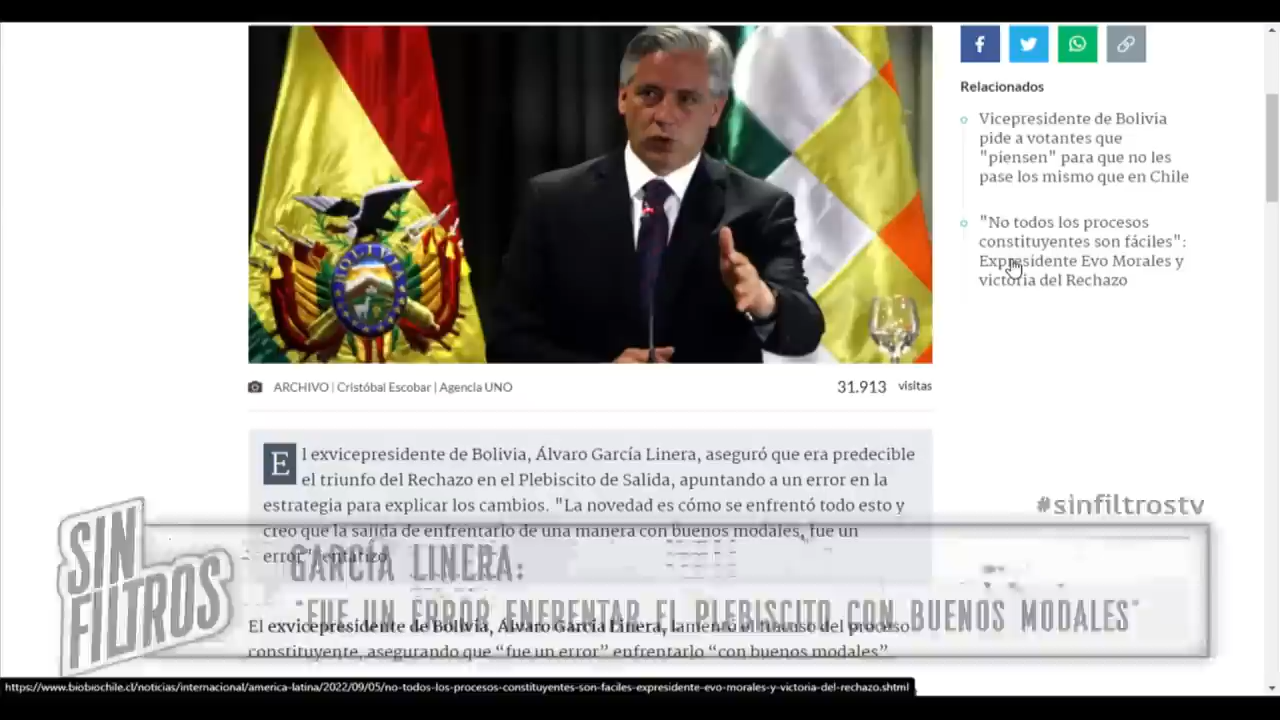 BOLIVIA
Relacionados
Vicepresidente de Bolivia
pide a votantes que
"piensen" para que no les
pase los mismo que en Chile
"No todos los procesos
constituyentes son fáciles":
Expresidente Evo Morales y
victoria del Rechazo
ARCHIVO | Cristóbal Escobar | Agencia UNO
31.913 visitas
El exvicepresidente de Bolivia, Álvaro García Linera, aseguró que era predecible
el triunfo del Rechazo en el Plebiscito de Salida, apuntando a un error en la
estrategia para explicar los cambios. "La novedad es cómo se enfrentó todo esto y
creo que la salida de enfrentarlo de una manera con buenos modales, fue un
error", enfatizó.
#sinfiltrostv
SIN
FILTROS
GARCÍA LINERA:
"FUE UN ERROR ENFRENTAR EL PLEBISCITO CON BUENOS MODALES"
El exvicepresidente de Bolivia, Álvaro García Linera, lamentó el fracaso del proceso
constituyente, asegurando que “fue un error” enfrentarlo “con buenos modales”.
https://www.biobiochile.cl/noticias/internacional/america-latina/2022/09/05/no-todos-los-procesos-constituyentes-son-faciles-expresidente-evo-morales-y-victoria-del-rechazo.shtml